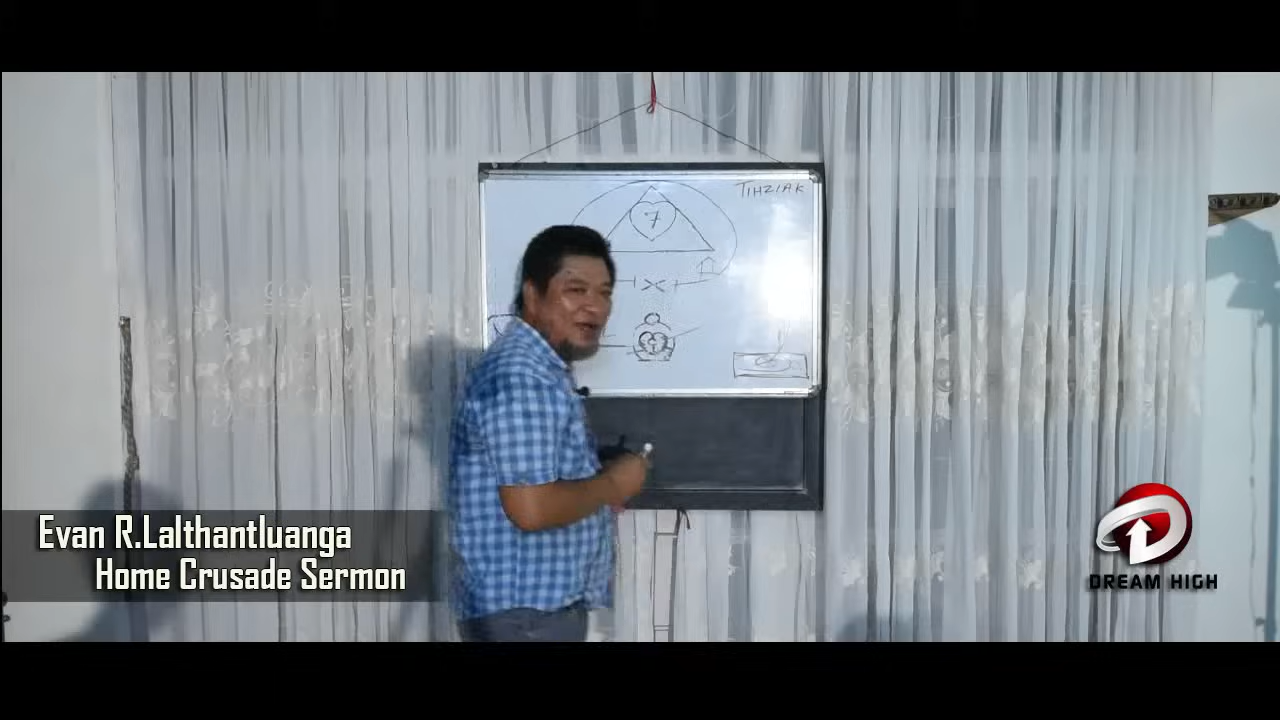 TIHZIAK
7
Evan R.Lalthantluanga
Home Crusade Sermon
DREAM HIGH